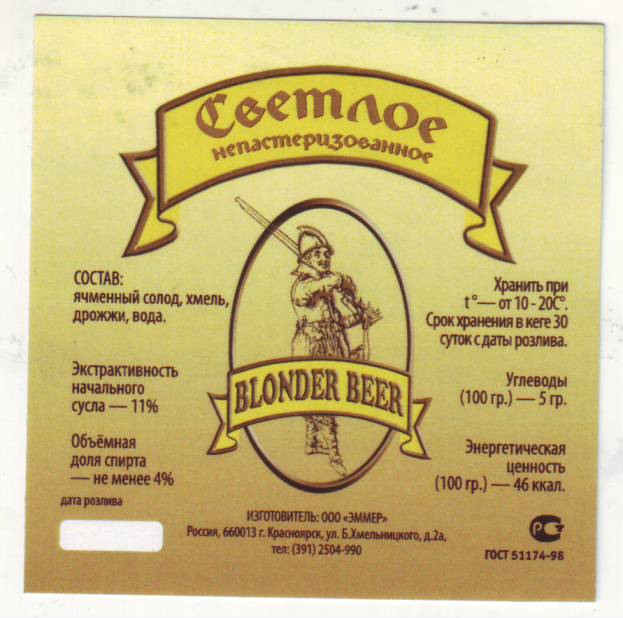 Светлое
непастеризованное
СОСТАВ:
ячменный солод, хмель,
дрожжи, вода.
Экстрактивность
начального
сусла — 11%
Объёмная
доля спирта
— не менее 4%
дата розлива
BLONDER BEER
Хранить при
t°— от 10 - 20С°.
Срок хранения в кеге 30
суток с даты розлива.
Углеводы
(100 гр.) — 5 гр.
Энергетическая
ценность
(100 гр.) — 46 ккал.
ИЗГОТОВИТЕЛЬ: ООО «ЭММЕР»
Россия, 660013 г. Красноярск, ул. Б.Хмельницкого, д.2а,
тел: (391) 2504-990
РСТ
ГОСТ 51174-98